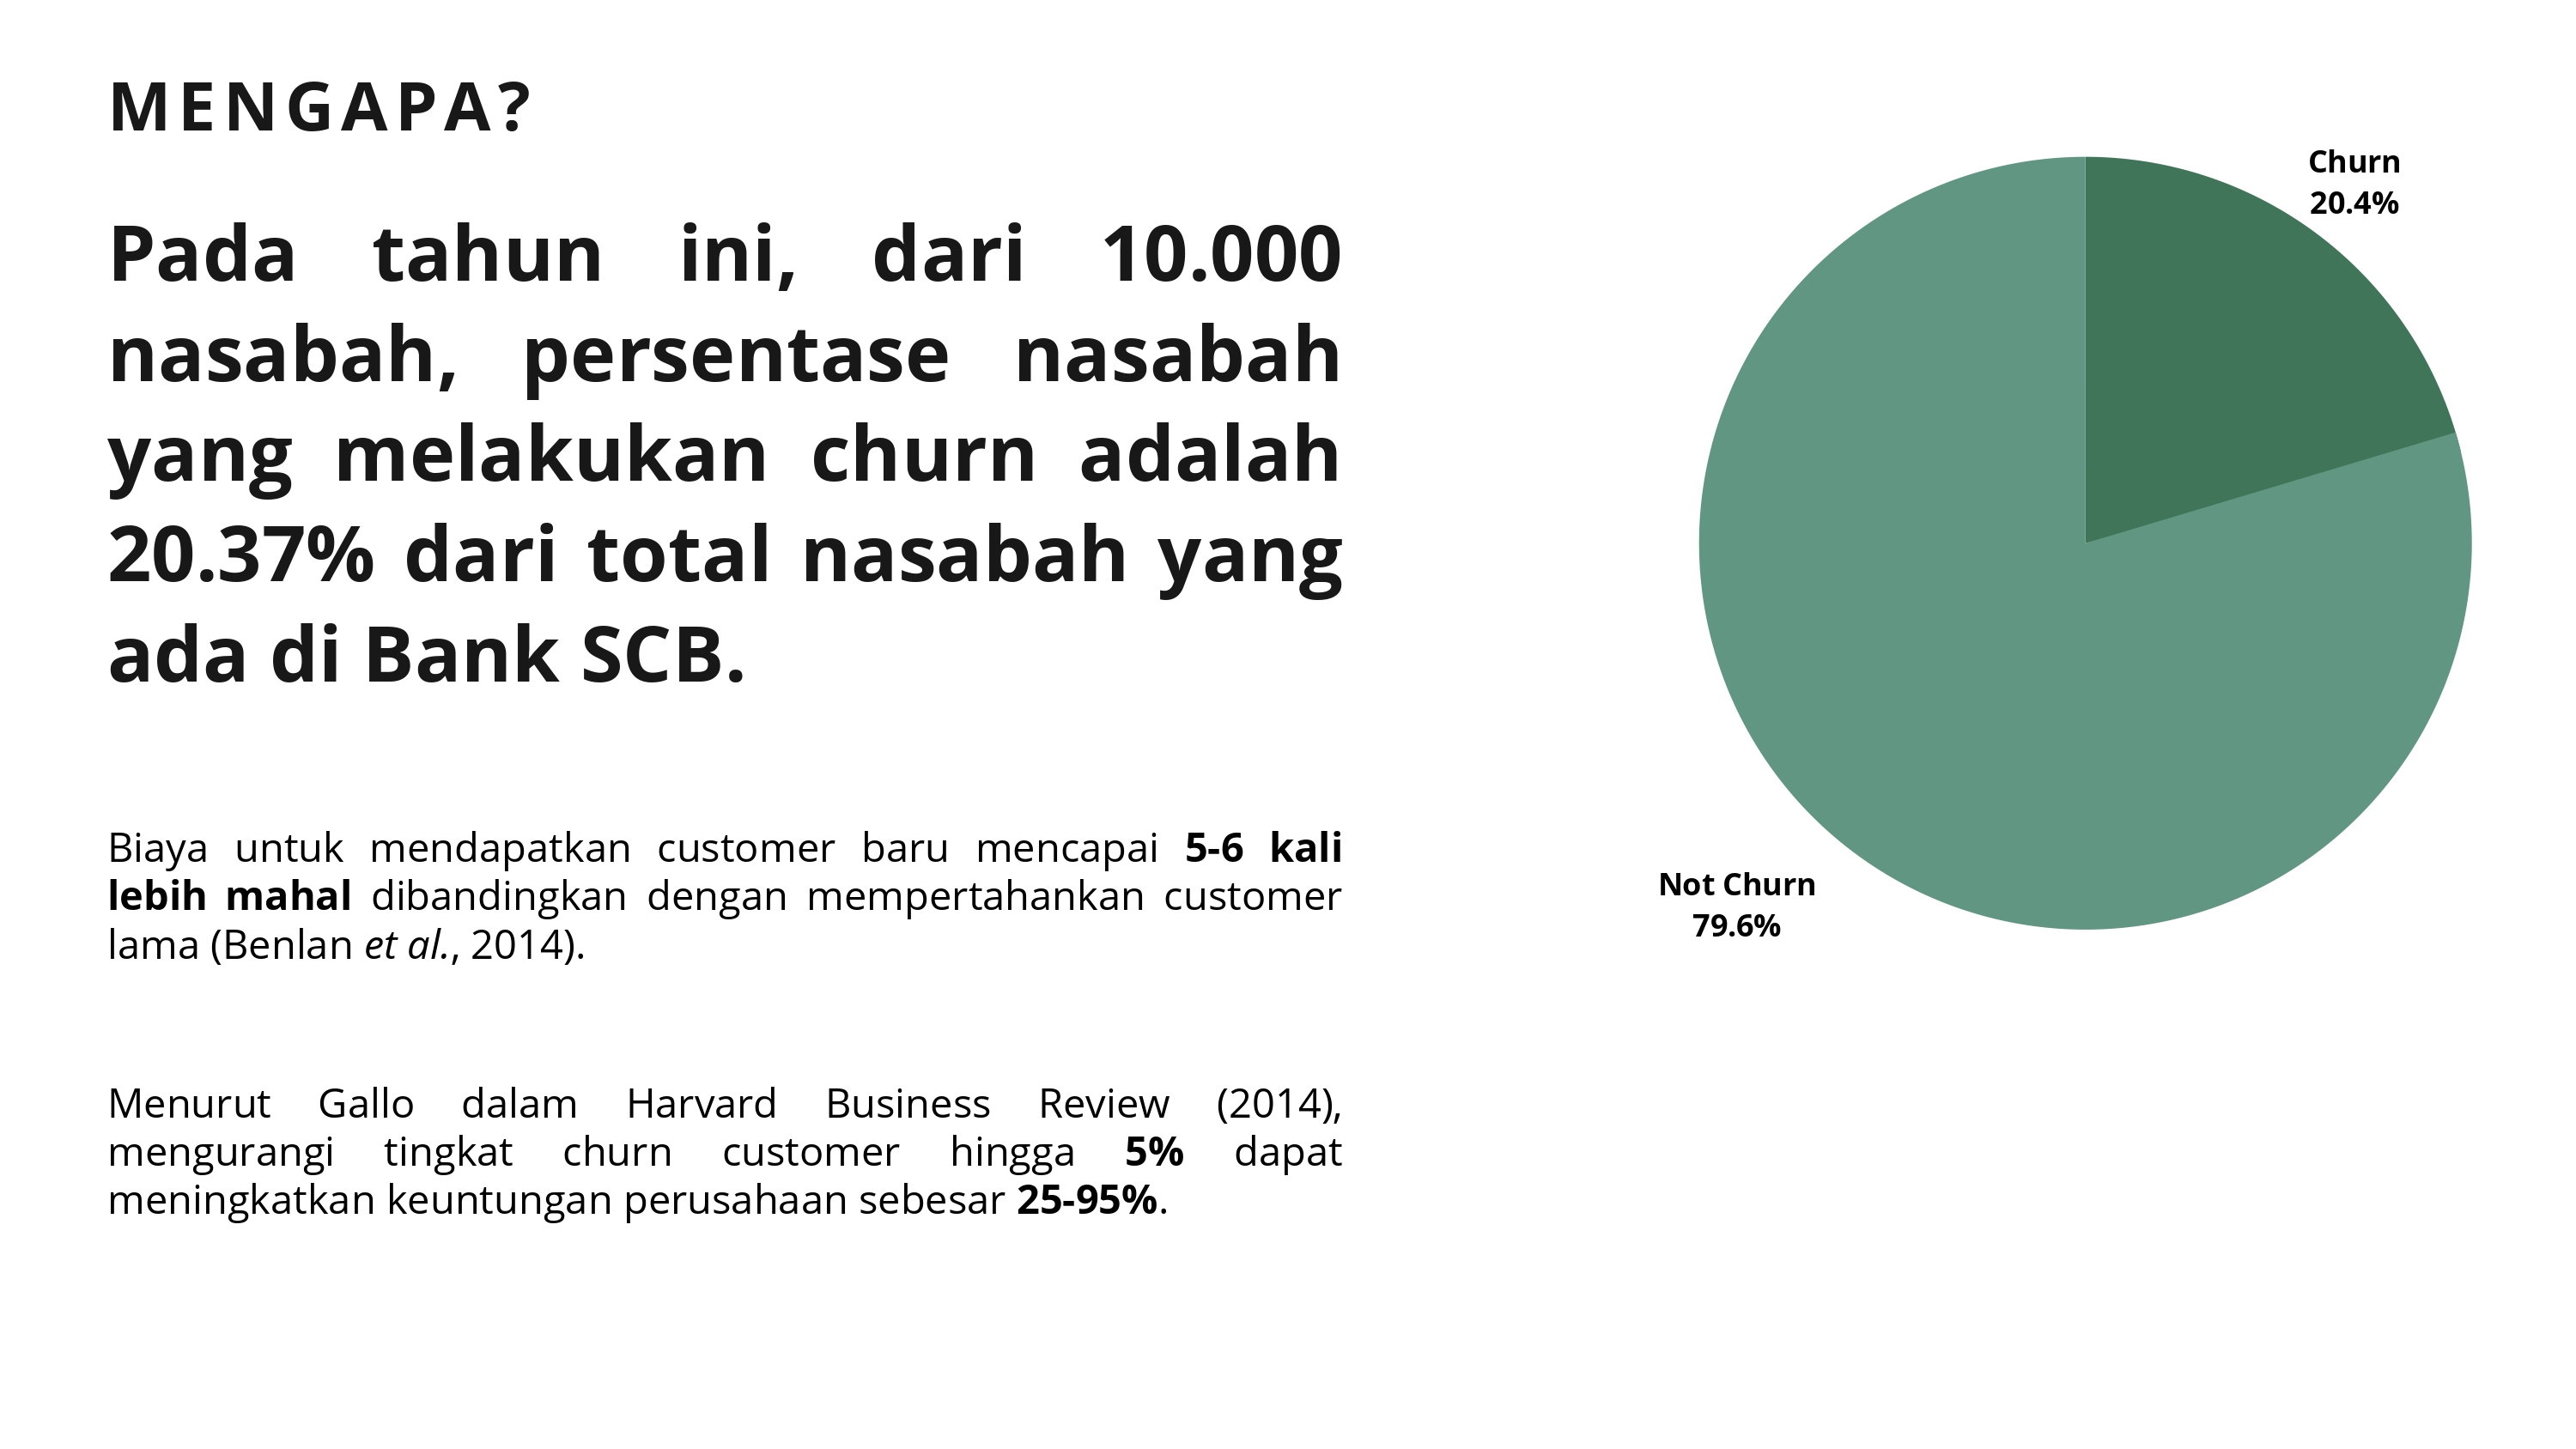 MENGAPA?
Pada tahun ini, dari 10.000
nasabah, persentase nasabah
yang melakukan churn adalah
20.37% dari total nasabah yang
ada di Bank SCB.
Biaya untuk mendapatkan customer baru mencapai 5-6 kali
lebih mahal dibandingkan dengan mempertahankan customer
lama (Benlan et al., 2014).
Menurut Gallo dalam Harvard Business Review (2014),
mengurangi tingkat churn customer hingga 5% dapat
meningkatkan keuntungan perusahaan sebesar 25-95%.
Churn
20.4%
Not Churn
79.6%